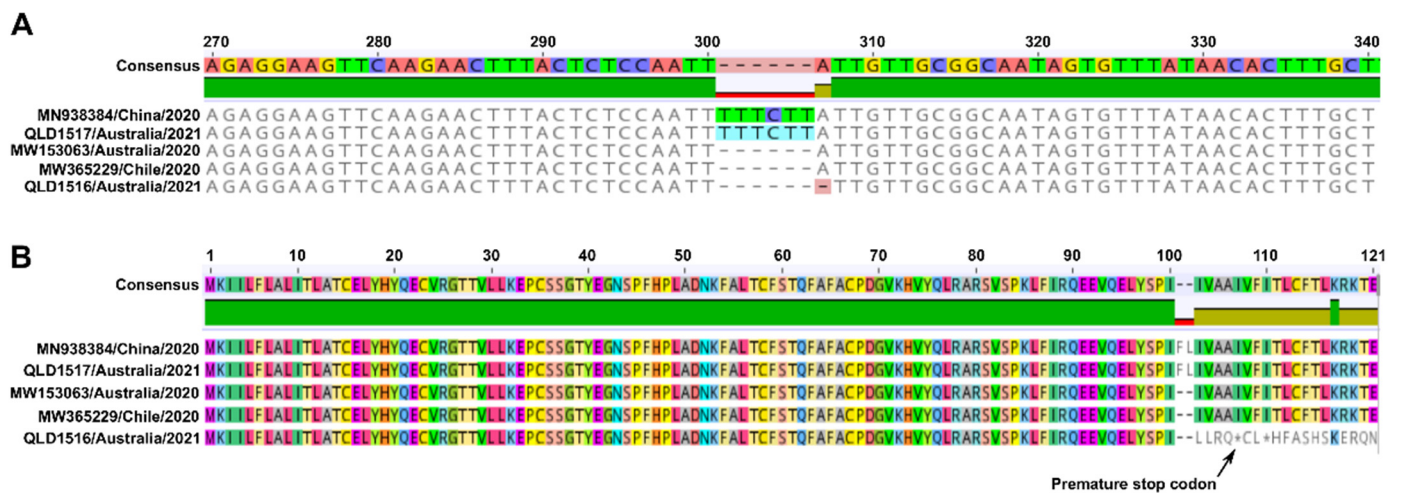 A
270 280 290 300 310 320 330 340
Consensus AGAGGAAGTTCAAGAACTTTACTCTCCAATT------ATTGTTGCGGCAATAGTGTTTATAACACTTTGCT
MN938384/China/2020 AGAGGAAGTTCAAGAACTTTACTCTCCAATTTTTCTTATTGTTGCGGCAATAGTGTTTATAACACTTTGCT
QLD1517/Australia/2021 AGAGGAAGTTCAAGAACTTTACTCTCCAATTTTTCTTATTGTTGCGGCAATAGTGTTTATAACACTTTGCT
MW153063/Australia/2020 AGAGGAAGTTCAAGAACTTTACTCTCCAATT------ATTGTTGCGGCAATAGTGTTTATAACACTTTGCT
MW365229/Chile/2020 AGAGGAAGTTCAAGAACTTTACTCTCCAATT------ATTGTTGCGGCAATAGTGTTTATAACACTTTGCT
QLD1516/Australia/2021 AGAGGAAGTTCAAGAACTTTACTCTCCAATT-------TTGTTGCGGCAATAGTGTTTATAACACTTTGCT
B
1 10 20 30 40 50 60 70 80 90 100 110 121
Consensus MKIILFLALITLATCELYHYQECVRGTTVLLKEPCSSGTYEGNSPFHPLADNKFALTCFSTQFAFACPDGVKHVYQLRARSVSPKLFIRQEEVQELYSPI--IVAAIVFITLCFTLKRKTE
MN938384/China/2020 MKIILFLALITLATCELYHYQECVRGTTVLLKEPCSSGTYEGNSPFHPLADNKFALTCFSTQFAFACPDGVKHVYQLRARSVSPKLFIRQEEVQELYSPIFLIVAAIVFITLCFTLKRKTE
QLD1517/Australia/2021 MKIILFLALITLATCELYHYQECVRGTTVLLKEPCSSGTYEGNSPFHPLADNKFALTCFSTQFAFACPDGVKHVYQLRARSVSPKLFIRQEEVQELYSPIFLIVAAIVFITLCFTLKRKTE
MW153063/Australia/2020 MKIILFLALITLATCELYHYQECVRGTTVLLKEPCSSGTYEGNSPFHPLADNKFALTCFSTQFAFACPDGVKHVYQLRARSVSPKLFIRQEEVQELYSPI--IVAAIVFITLCFTLKRKTE
MW365229/Chile/2020 MKIILFLALITLATCELYHYQECVRGTTVLLKEPCSSGTYEGNSPFHPLADNKFALTCFSTQFAFACPDGVKHVYQLRARSVSPKLFIRQEEVQELYSPI--IVAAIVFITLCFTLKRKTE
QLD1516/Australia/2021 MKIILFLALITLATCELYHYQECVRGTTVLLKEPCSSGTYEGNSPFHPLADNKFALTCFSTQFAFACPDGVKHVYQLRARSVSPKLFIRQEEVQELYSPI--LLRQ*CL*HFASHSKERQN
Premature stop codon